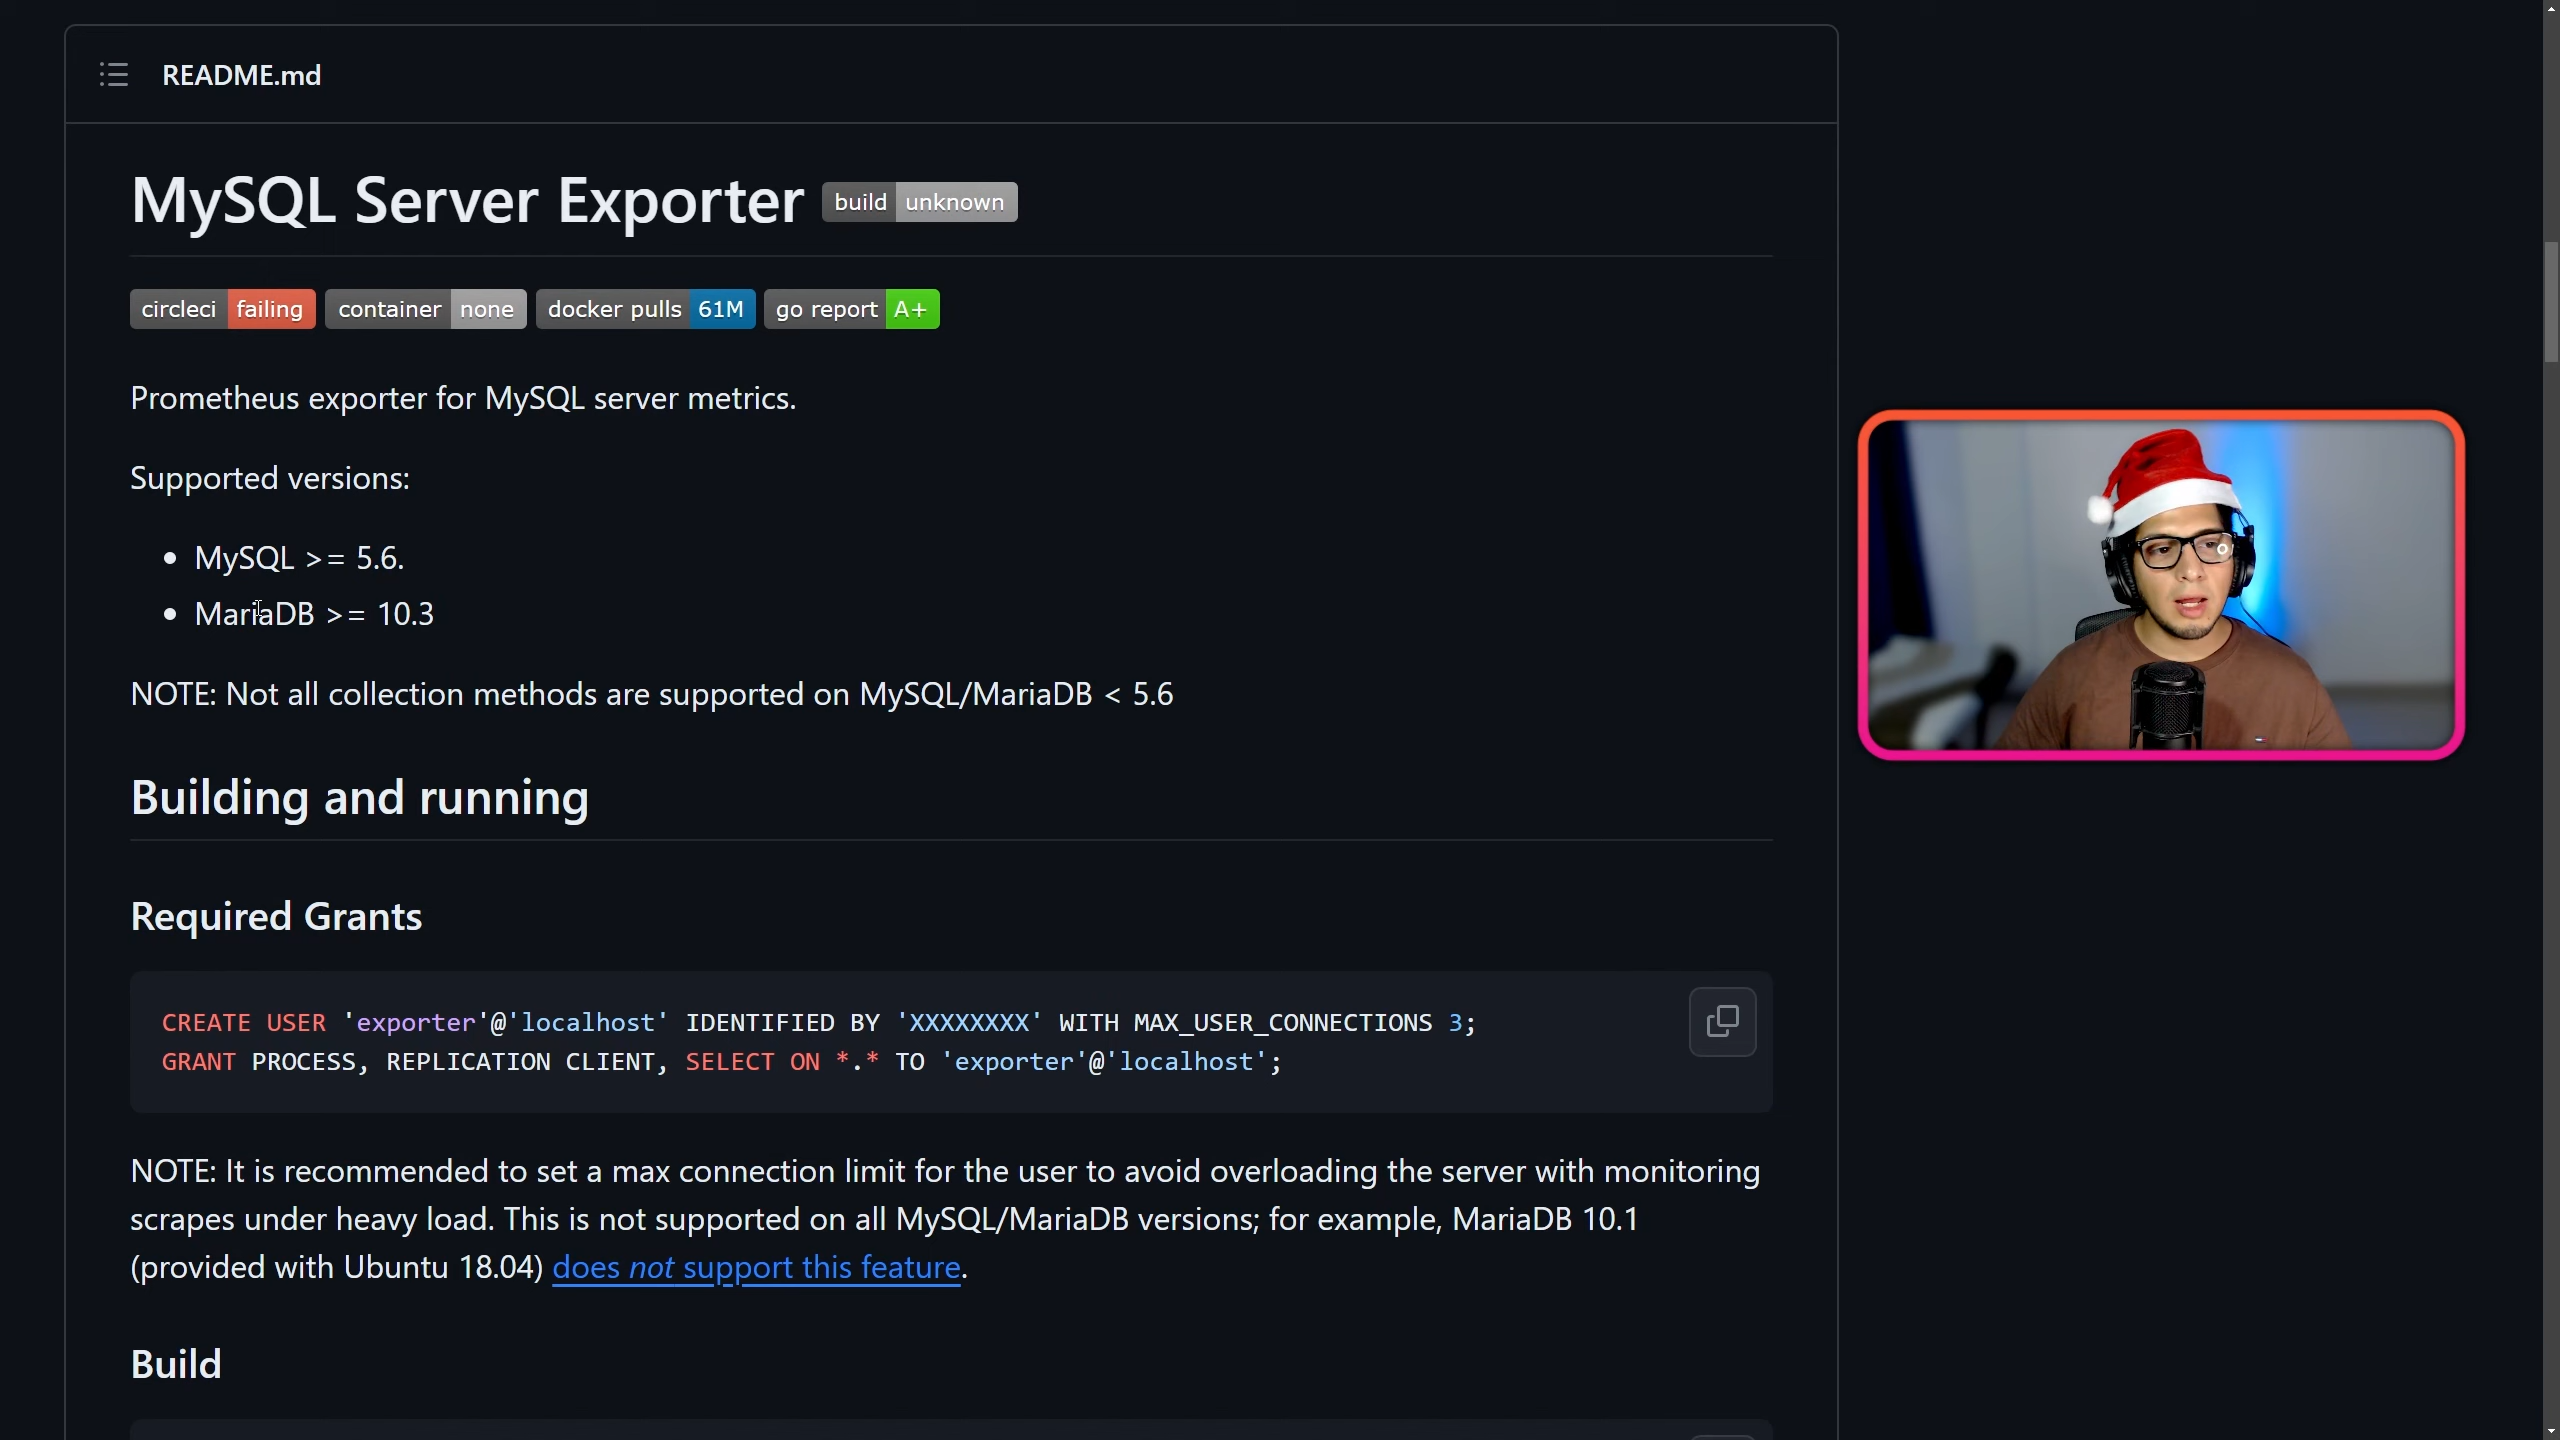 README.md
MySQL Server Exporter build unknown
circleci failing container none docker pulls 61M go report A+
Prometheus exporter for MySQL server metrics.
Supported versions:
• MySQL >= 5.6.
• MariaDB >= 10.3
NOTE: Not all collection methods are supported on MySQL/MariaDB < 5.6
Building and running
Required Grants
CREATE USER 'exporter'@'localhost' IDENTIFIED BY 'XXXXXXXX' WITH MAX_USER_CONNECTIONS 3;
GRANT PROCESS, REPLICATION CLIENT, SELECT ON *.* TO 'exporter'@'localhost';
NOTE: It is recommended to set a max connection limit for the user to avoid overloading the server with monitoring
scrapes under heavy load. This is not supported on all MySQL/MariaDB versions; for example, MariaDB 10.1
(provided with Ubuntu 18.04) does not support this feature.
Build